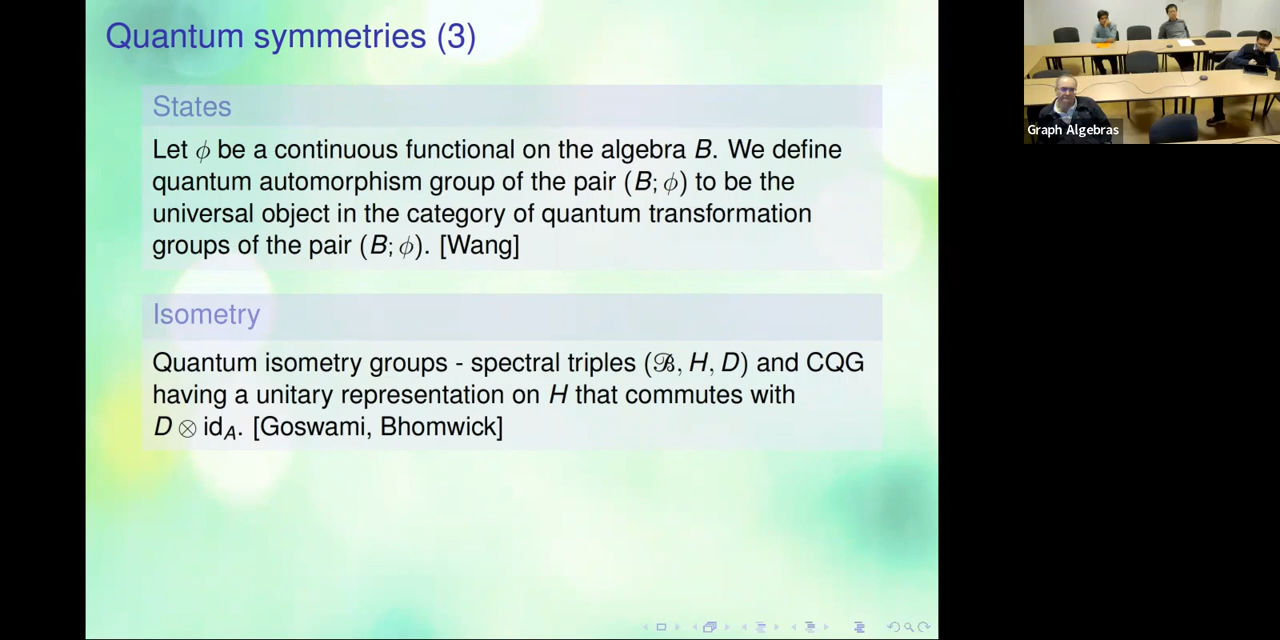 Quantum symmetries (3)
States
Let ϕ be a continuous functional on the algebra B. We define
quantum automorphism group of the pair (B; ϕ) to be the
universal object in the category of quantum transformation
groups of the pair (B; ϕ). [Wang]
Isometry
Quantum isometry groups - spectral triples (ℬ, H, D) and CQG
having a unitary representation on H that commutes with
D ⊗ id_A. [Goswami, Bhomwick]
Graph Algebras